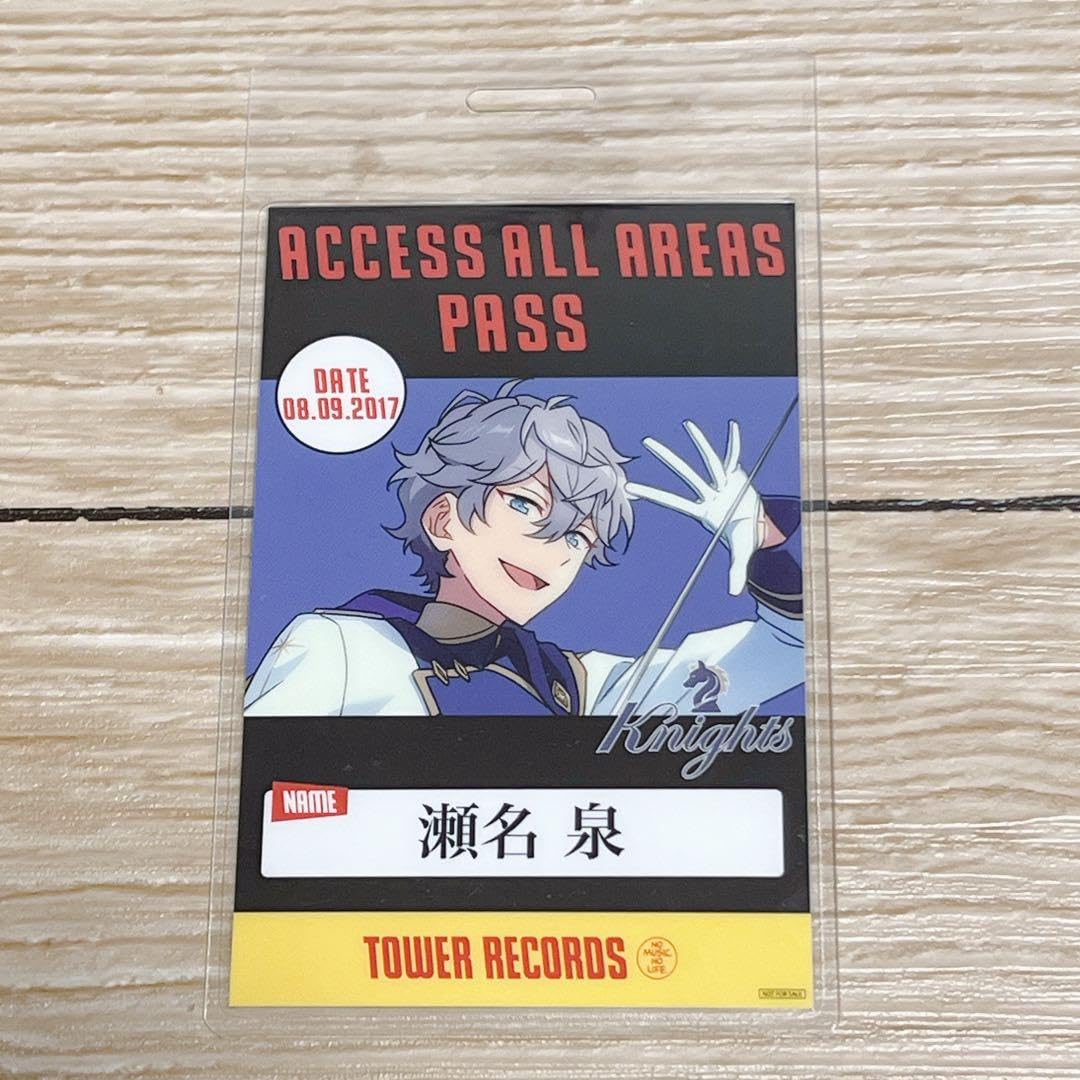 ACCESS ALL AREAS
PASS
DATE
08.09.2017
Knights
NAME
瀬名 泉
TOWER RECORDS
NO
MUSIC
NO
LIFE
NOT FOR SALE